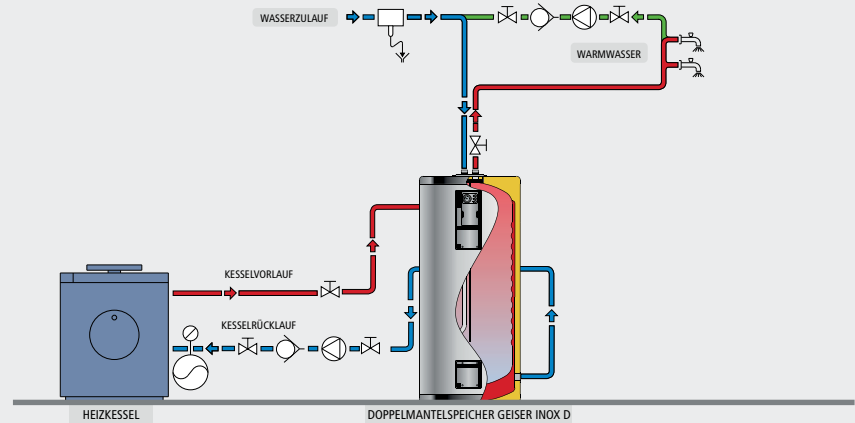 WASSERZULAUF
WARMWASSER
KESSELVORLAUF
KESSELRÜCKLAUF
HEIZKESSEL
DOPPELMANTELSPEICHER GEISER INOX D